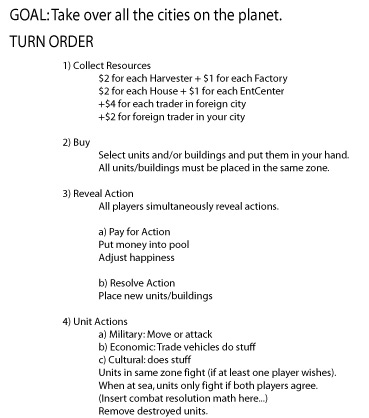 GOAL: Take over all the cities on the planet.
TURN ORDER
1) Collect Resources
$2 for each Harvester + $1 for each Factory
$2 for each House + $1 for each EntCenter
+$4 for each trader in foreign city
+$2 for foreign trader in your city
2) Buy
Select units and/or buildings and put them in your hand.
All units/buildings must be placed in the same zone.
3) Reveal Action
All players simultaneously reveal actions.
a) Pay for Action
Put money into pool
Adjust happiness
b) Resolve Action
Place new units/buildings
4) Unit Actions
a) Military: Move or attack
b) Economic: Trade vehicles do stuff
c) Cultural: does stuff
Units in same zone fight (if at least one player wishes).
When at sea, units only fight if both players agree.
(Insert combat resolution math here...)
Remove destroyed units.